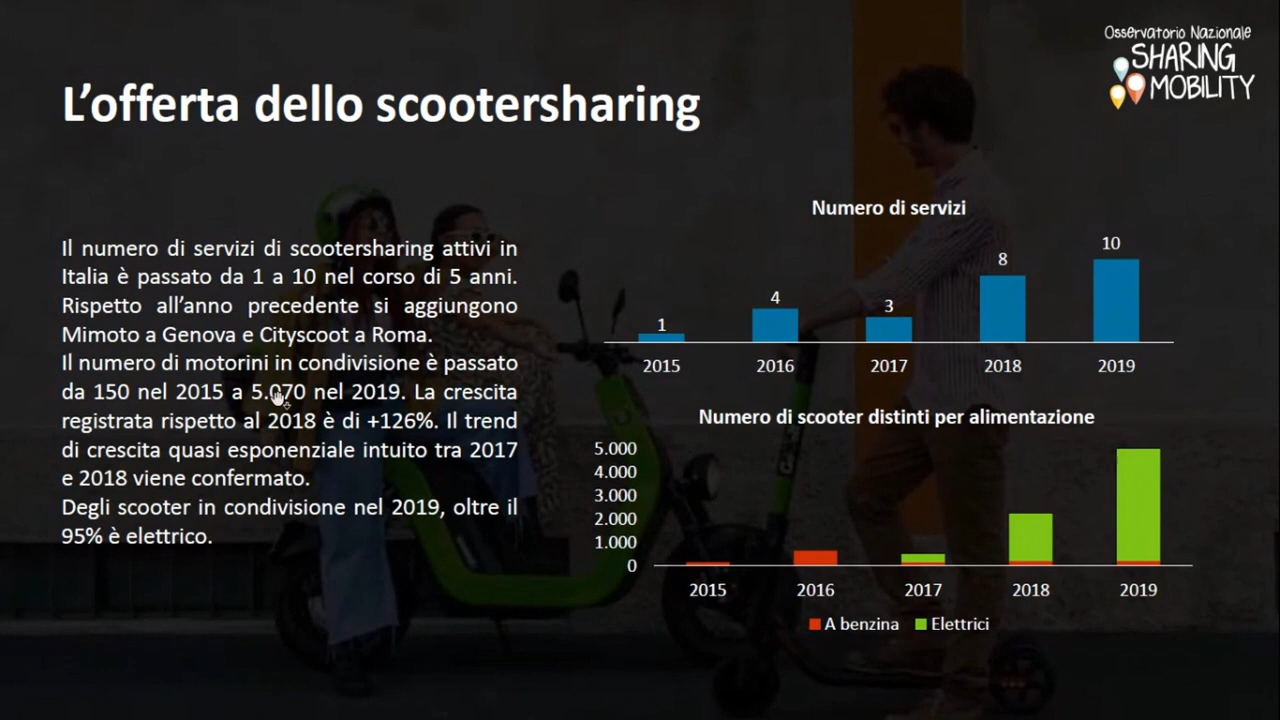 Osservatorio Nazionale
SHARING
MOBILITY
L'offerta dello scootersharing
Il numero di servizi di scootersharing attivi in
Italia è passato da 1 a 10 nel corso di 5 anni.
Rispetto all'anno precedente si aggiungono
Mimoto a Genova e Cityscoot a Roma.
Il numero di motorini in condivisione è passato
da 150 nel 2015 a 5.070 nel 2019. La crescita
registrata rispetto al 2018 è di +126%. Il trend
di crescita quasi esponenziale intuito tra 2017
e 2018 viene confermato.
Degli scooter in condivisione nel 2019, oltre il
95% è elettrico.
Numero di servizi
1 4 3 8 10
2015 2016 2017 2018 2019
Numero di scooter distinti per alimentazione
5.000
4.000
3.000
2.000
1.000
0
2015 2016 2017 2018 2019
A benzina Elettrici